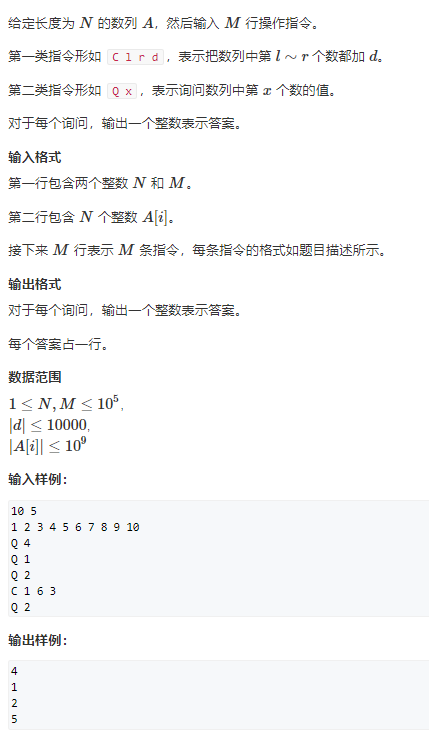 给定长度为 N 的数列 A，然后输入 M 行操作指令。
第一类指令形如 C l r d，表示把数列中第 l ∼ r 个数都加 d。
第二类指令形如 Q x，表示询问数列中第 x 个数的值。
对于每个询问，输出一个整数表示答案。
输入格式
第一行包含两个整数 N 和 M。
第二行包含 N 个整数 A[i]。
接下来 M 行表示 M 条指令，每条指令的格式如题目描述所示。
输出格式
对于每个询问，输出一个整数表示答案。
每个答案占一行。
数据范围
1 ≤ N, M ≤ 10⁵,
|d| ≤ 10000,
|A[i]| ≤ 10⁹
输入样例：
10 5
1 2 3 4 5 6 7 8 9 10
Q 4
Q 1
Q 2
C 1 6 3
Q 2
输出样例：
4
1
2
5